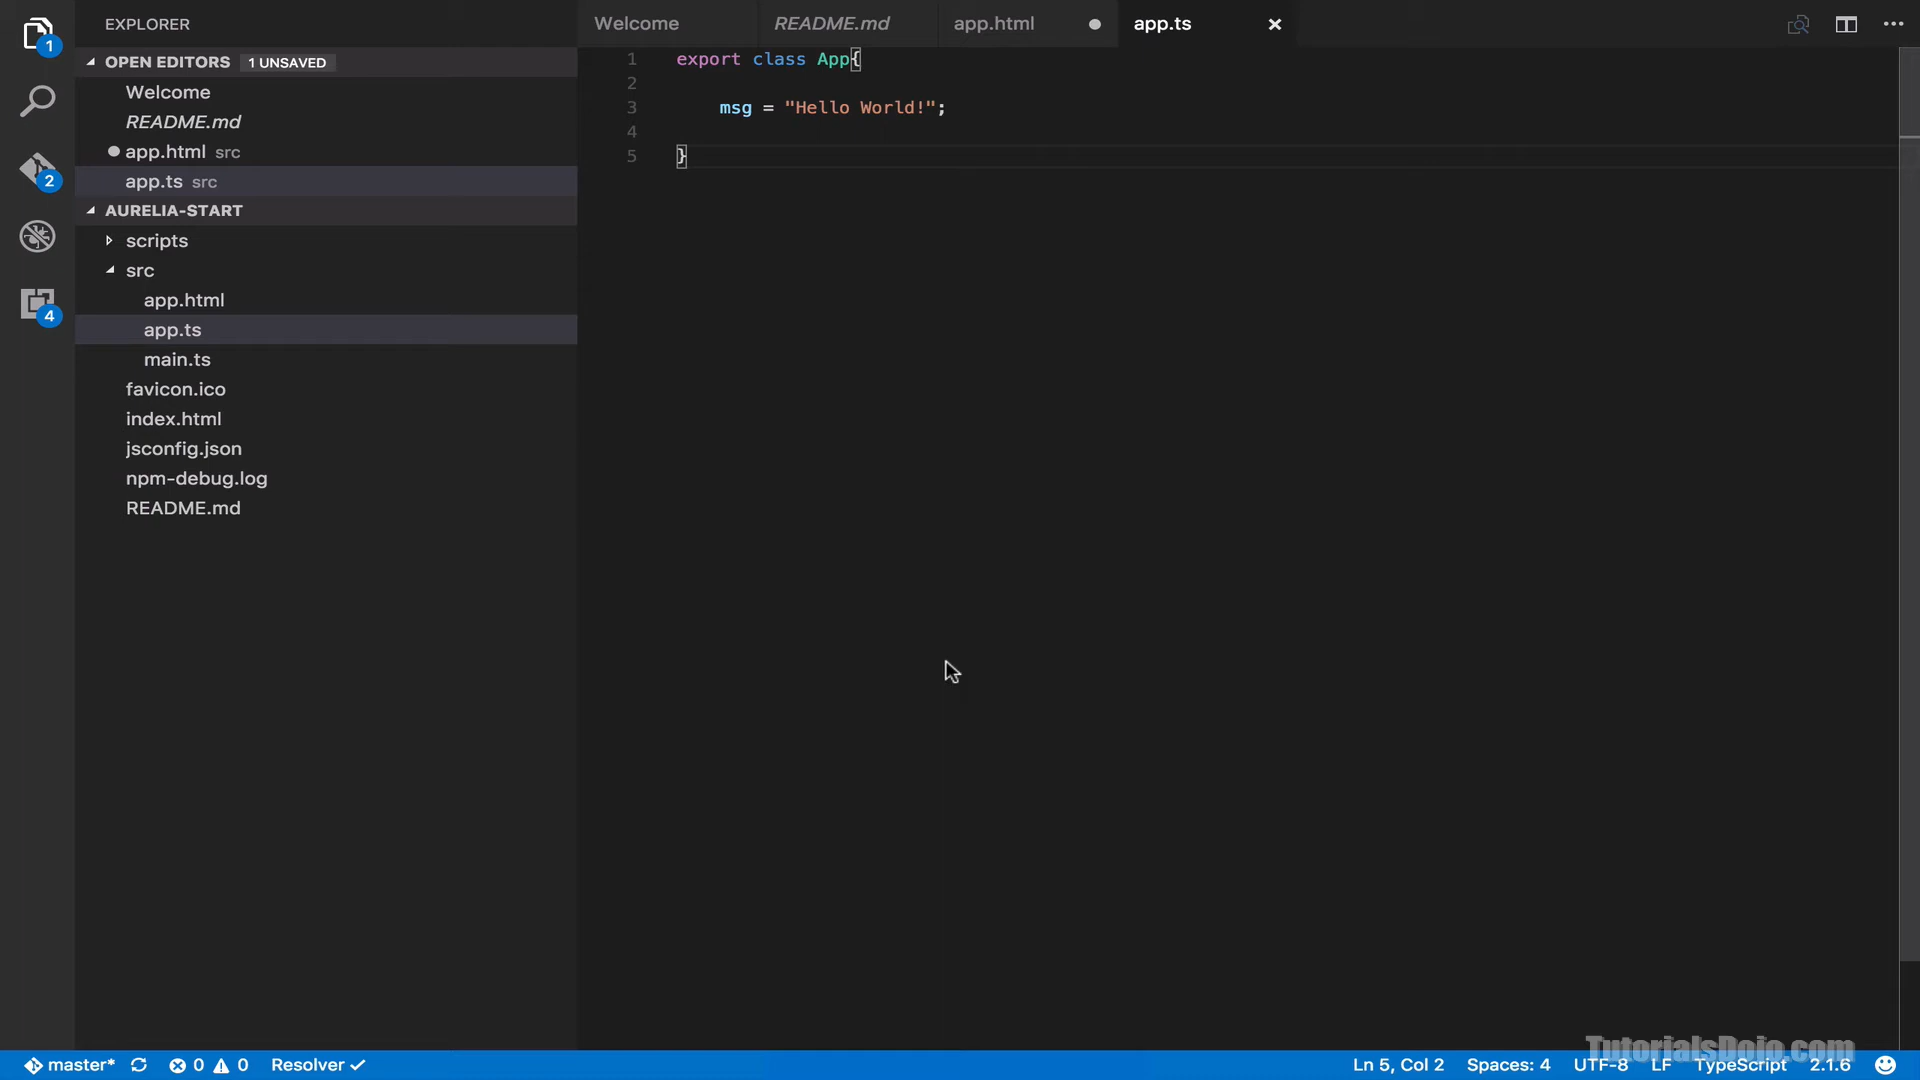 EXPLORER
Welcome
README.md
app.html
app.ts
1
OPEN EDITORS 1 UNSAVED
Welcome
README.md
app.html src
app.ts src
2
AURELIA-START
scripts
src
app.html
app.ts
main.ts
4
favicon.ico
index.html
jsconfig.json
npm-debug.log
README.md
1 export class App{
2
3 msg = "Hello World!";
4
5 }
TutorialsDojo.com
master* 0 0 Resolver
Ln 5, Col 2 Spaces: 4 UTF-8 LF TypeScript 2.1.6